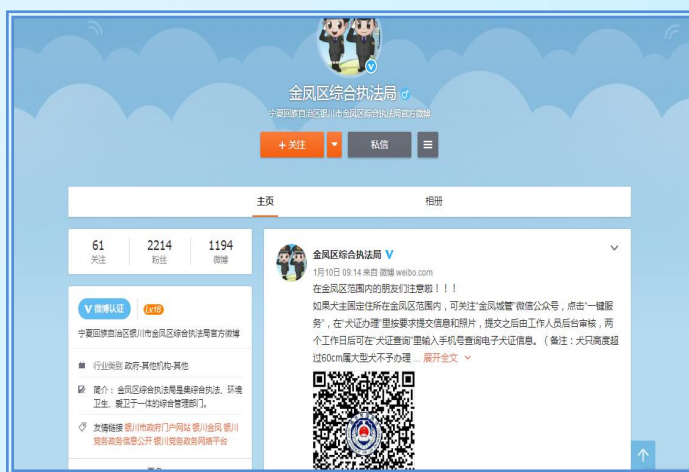 金凤区综合执法局
宁夏回族自治区银川市金凤区综合执法局官方微博
+关注
私信
主页
相册
61
2214
1194
关注
粉丝
微博
V 微博认证
Lv18
宁夏回族自治区银川市金凤区综合执法局官方微博
行业类别 政府-其他机构-其他
简介: 金凤区综合执法局是集综合执法、环境
卫生、爱卫于一体的综合管理部门。
友情链接 银川市政府门户网站 银川金凤 银川
党务政务信息公开 银川党务政务网络平台
金凤区综合执法局 V
1月10日 09:14 来自 微博 weibo.com
在金凤区范围内的朋友们注意啦！！！
如果犬主固定住所在金凤区范围内，可关注“金凤城管”微信公众号，点击“一键服
务”，在“犬证办理”里按要求提交信息和照片，提交之后由工作人员后台审核，两
个工作日后可在“犬证查询”里输入手机号查询电子犬证信息。（备注：犬只高度超
过60cm属大型犬不予办理 ... 展开全文